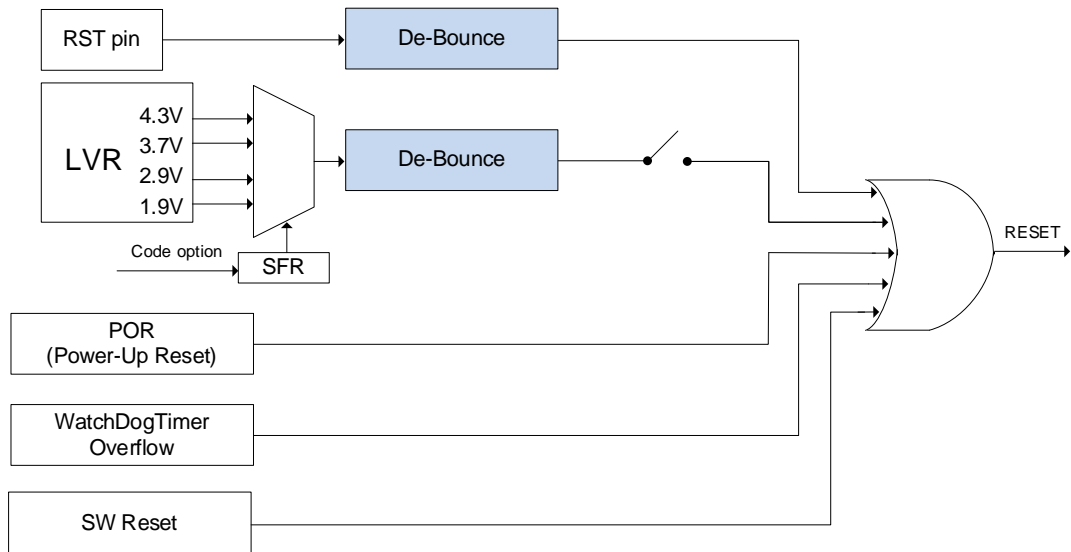 RST pin
De-Bounce
LVR
4.3V
3.7V
2.9V
1.9V
De-Bounce
Code option
SFR
RESET
POR
(Power-Up Reset)
WatchDogTimer
Overflow
SW Reset